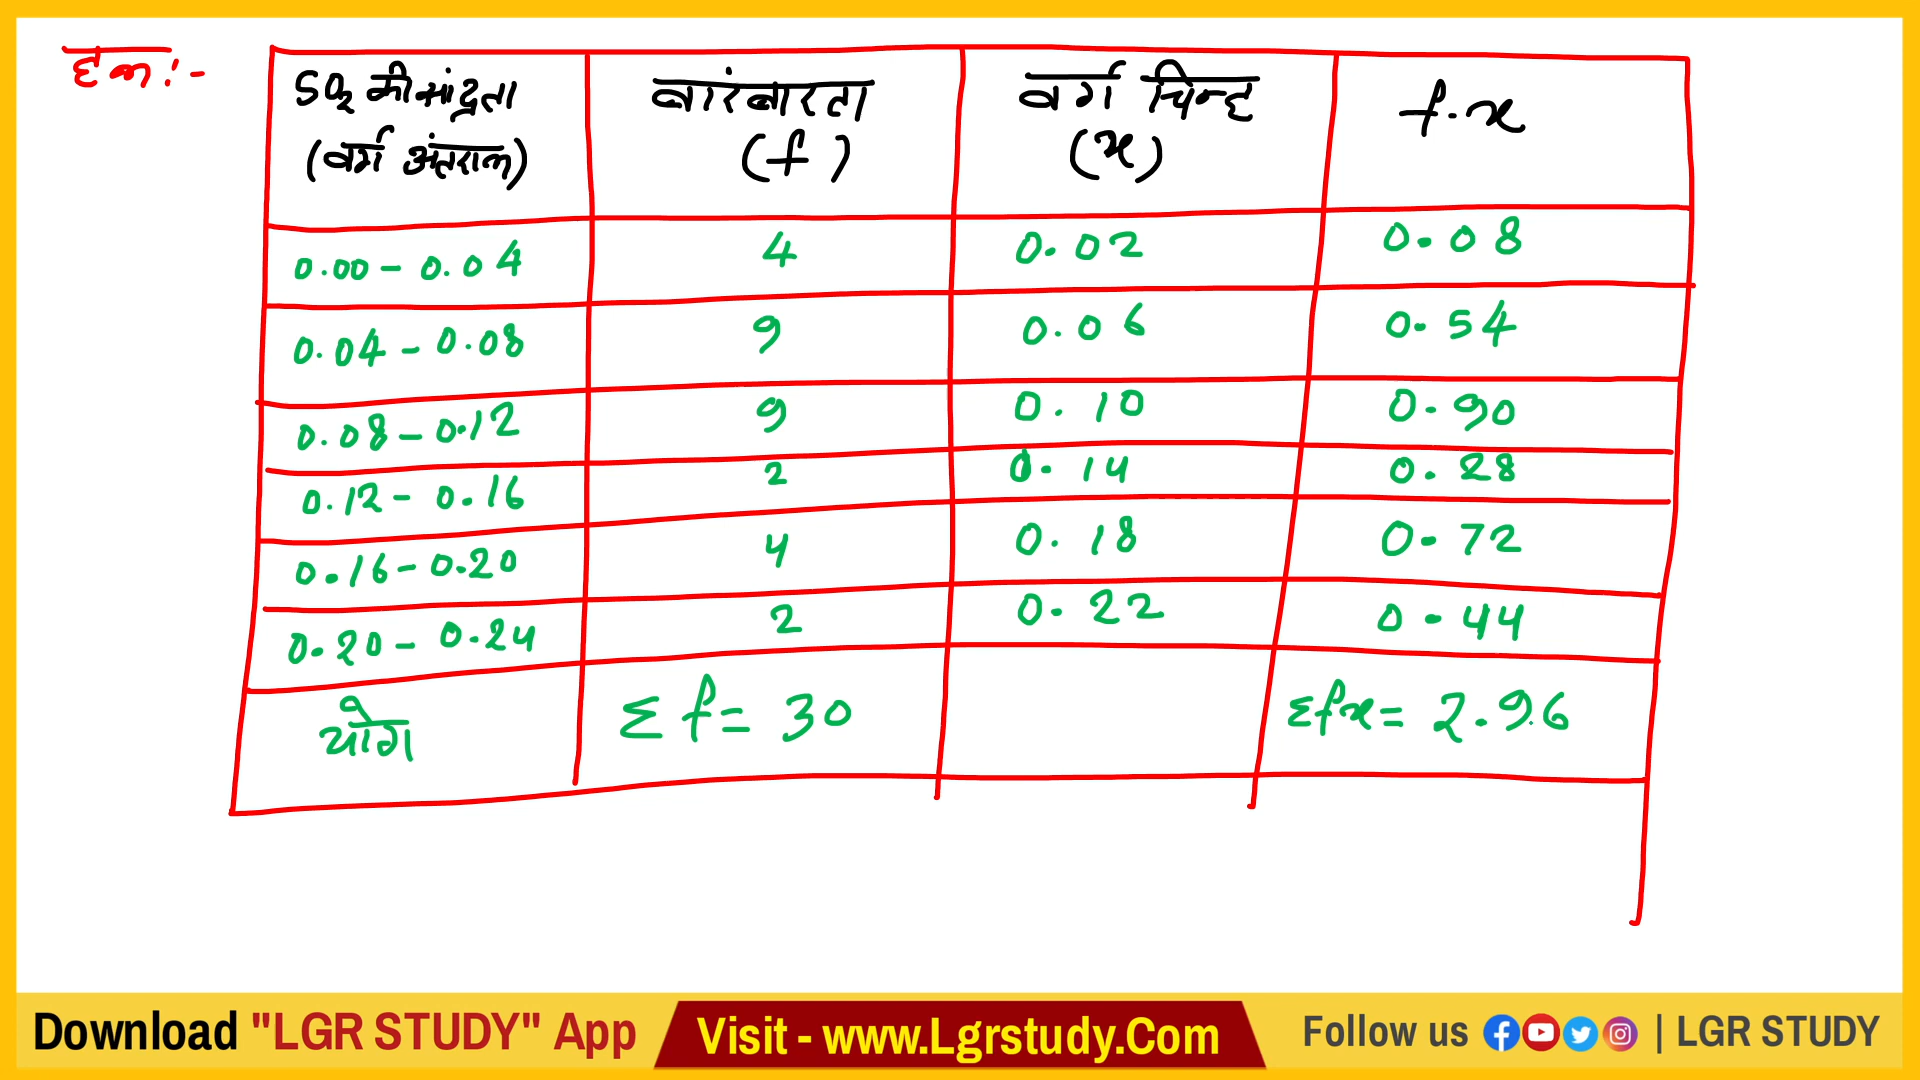 हल:-
SO₂ की सांद्रता (वर्ग अंतराल) बारंबारता (f) वर्ग चिन्ह (x) f.x
0.00 - 0.04 4 0.02 0.08
0.04 - 0.08 9 0.06 0.54
0.08 - 0.12 9 0.10 0.90
0.12 - 0.16 2 0.14 0.28
0.16 - 0.20 4 0.18 0.72
0.20 - 0.24 2 0.22 0.44
योग Σf = 30 Σfx = 2.96
Download "LGR STUDY" App Visit - www.Lgrstudy.Com Follow us | LGR STUDY